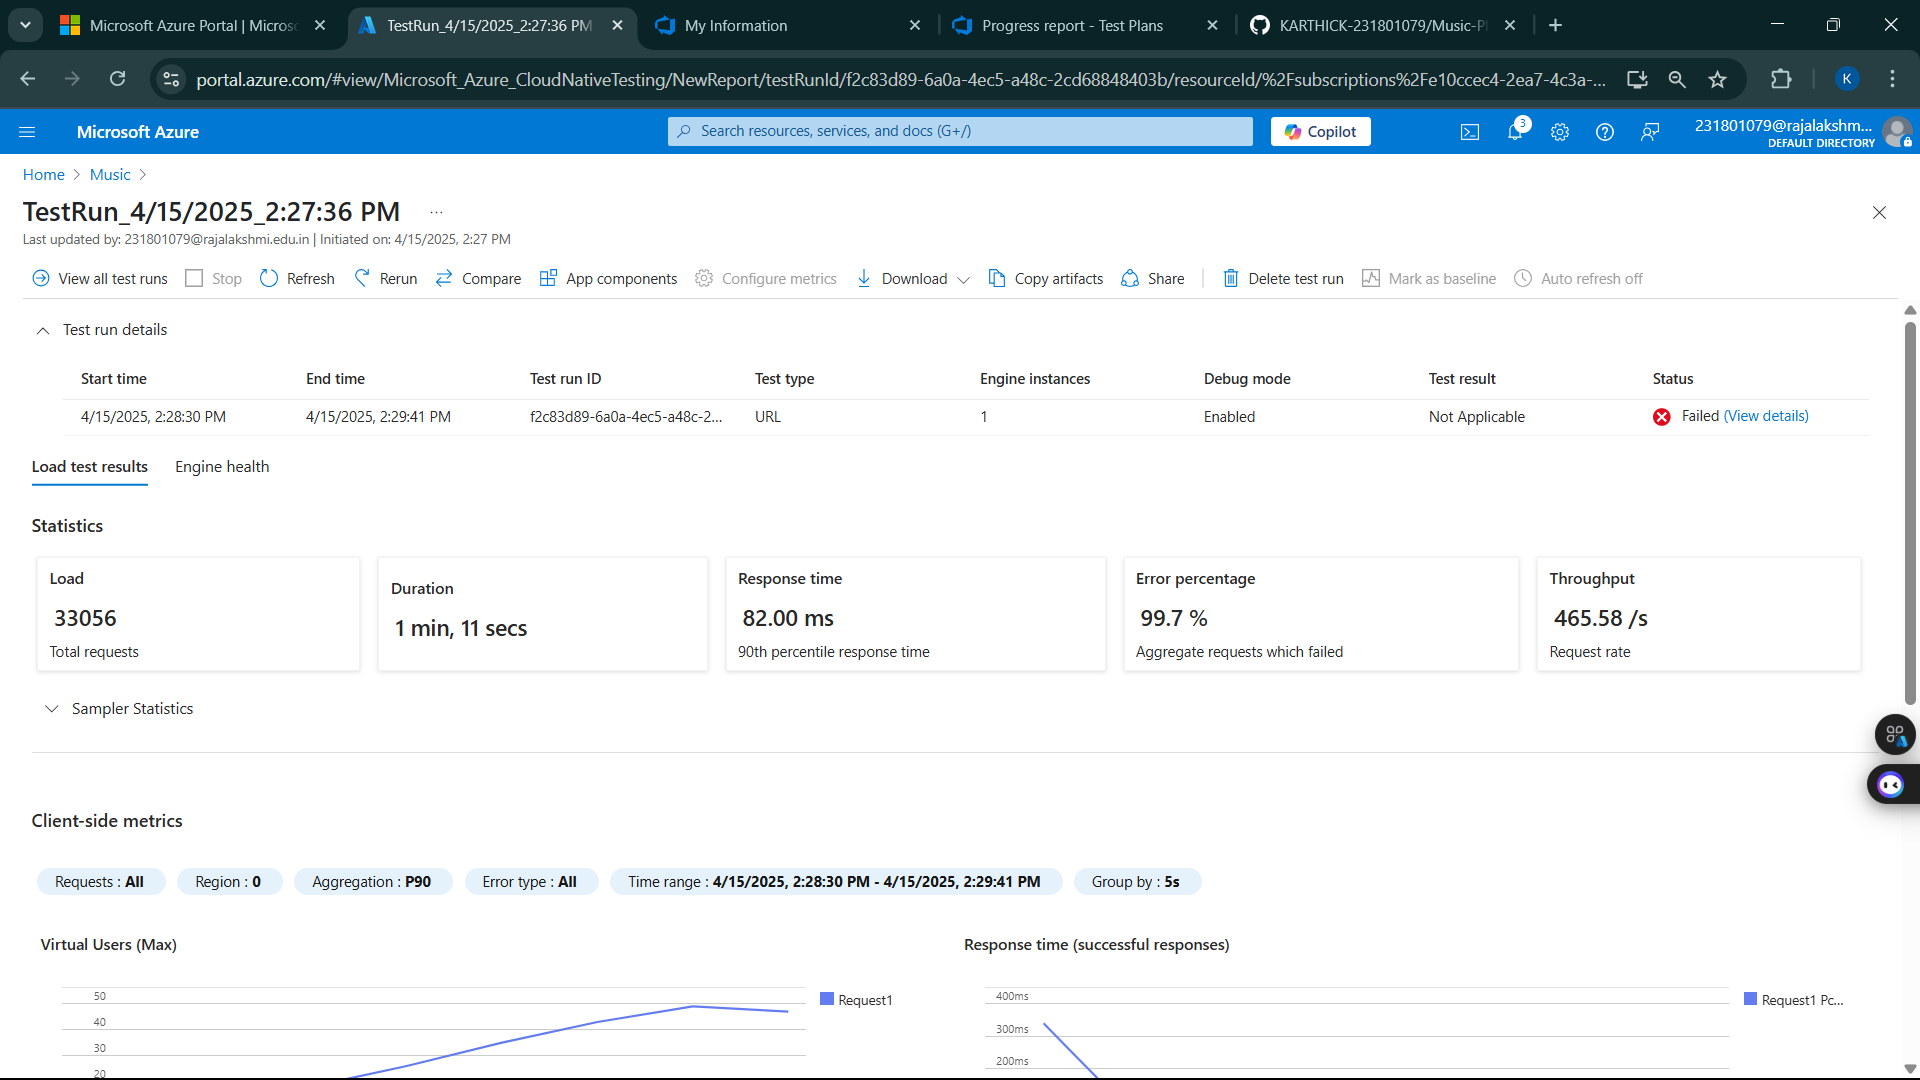 Microsoft Azure Portal | Micros
TestRun_4/15/2025_2:27:36 PM
My Information
Progress report - Test Plans
KARTHICK-231801079/Music-Pl
portal.azure.com/#view/Microsoft_Azure_CloudNativeTesting/NewReport/testRunId/f2c83d89-6a0a-4ec5-a48c-2cd68848403b/resourceId/%2Fsubscriptions%2Fe10ccec4-2ea7-4c3a-...
K
Microsoft Azure
Search resources, services, and docs (G+/)
Copilot
3
231801079@rajalakshm...
DEFAULT DIRECTORY
Home > Music >
TestRun_4/15/2025_2:27:36 PM ...
Last updated by: 231801079@rajalakshmi.edu.in | Initiated on: 4/15/2025, 2:27 PM
View all test runs Stop Refresh Rerun Compare App components Configure metrics Download Copy artifacts Share Delete test run Mark as baseline Auto refresh off
Test run details
Start time End time Test run ID Test type Engine instances Debug mode Test result Status
4/15/2025, 2:28:30 PM 4/15/2025, 2:29:41 PM f2c83d89-6a0a-4ec5-a48c-2... URL 1 Enabled Not Applicable Failed (View details)
Load test results Engine health
Statistics
Load
33056
Total requests
Duration
1 min, 11 secs
Response time
82.00 ms
90th percentile response time
Error percentage
99.7 %
Aggregate requests which failed
Throughput
465.58 /s
Request rate
Sampler Statistics
Client-side metrics
Requests : All Region : 0 Aggregation : P90 Error type : All Time range : 4/15/2025, 2:28:30 PM - 4/15/2025, 2:29:41 PM Group by : 5s
Virtual Users (Max)
50
40
30
20
Request1
Response time (successful responses)
400ms
300ms
200ms
Request1 Pc...